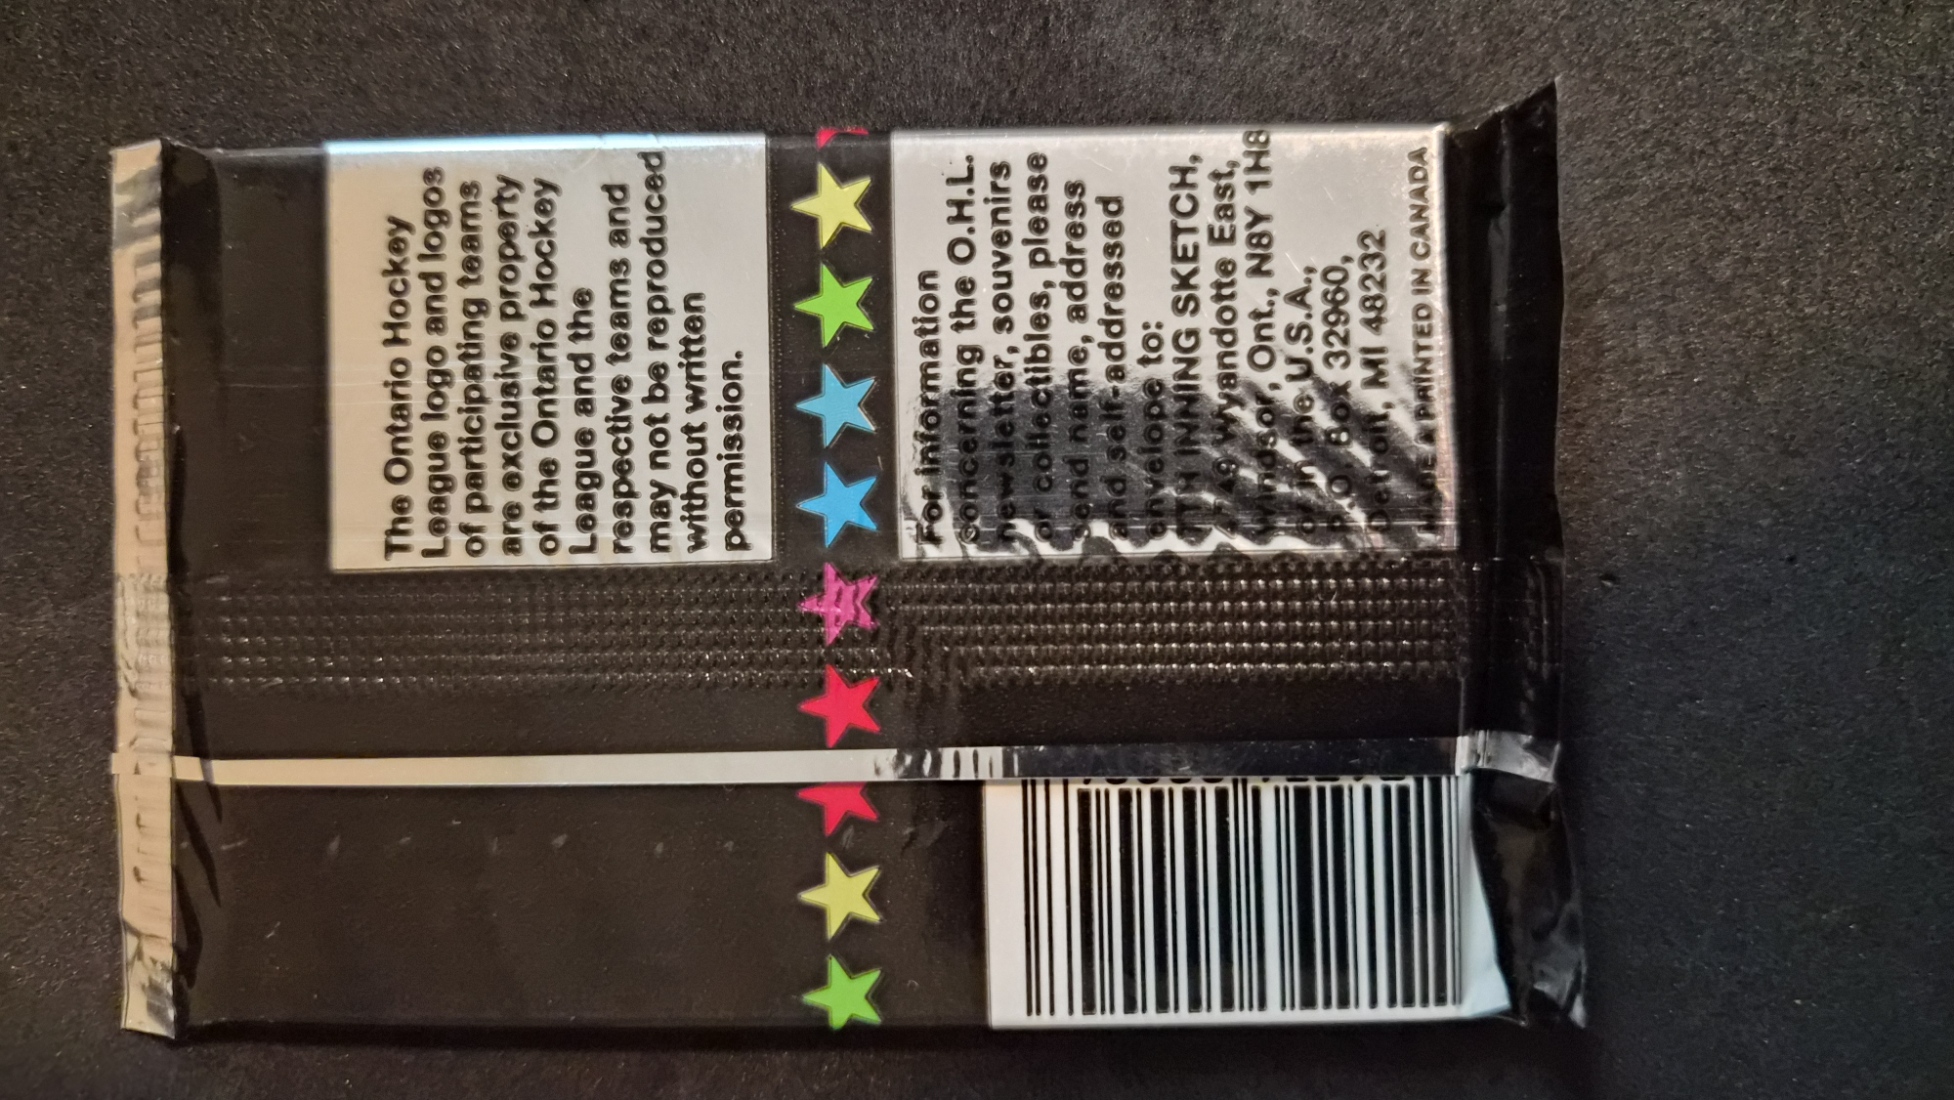 The Ontario Hockey
League logo and logos
of participating teams
are exclusive property
of the Ontario Hockey
League and the
respective teams and
may not be reproduced
without written
permission.
For information
concerning the O.H.L.
newsletter, souvenirs
or collectibles, please
send name, address
and self-addressed
envelope to:
7TH INNING SKETCH,
Wyandotte East,
Windsor, Ont., N8Y 1H8
or in the U.S.A.,
P.O. Box 32960,
Detroit, MI 48232
MADE & PRINTED IN CANADA